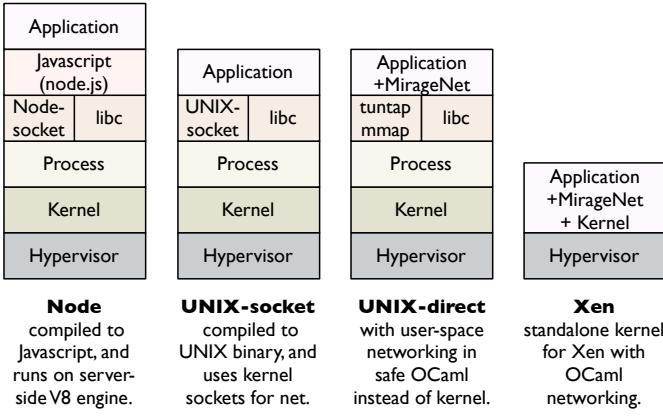 Application
Javascript
(node.js)
Node-
socket
libc
Process
Kernel
Hypervisor
Node
compiled to
Javascript, and
runs on server-
side V8 engine.
Application
UNIX-
socket
libc
Process
Kernel
Hypervisor
UNIX-socket
compiled to
UNIX binary, and
uses kernel
sockets for net.
Application
+MirageNet
tuntap
mmap
libc
Process
Kernel
Hypervisor
UNIX-direct
with user-space
networking in
safe OCaml
instead of kernel.
Application
+MirageNet
+ Kernel
Hypervisor
Xen
standalone kernel
for Xen with
OCaml
networking.